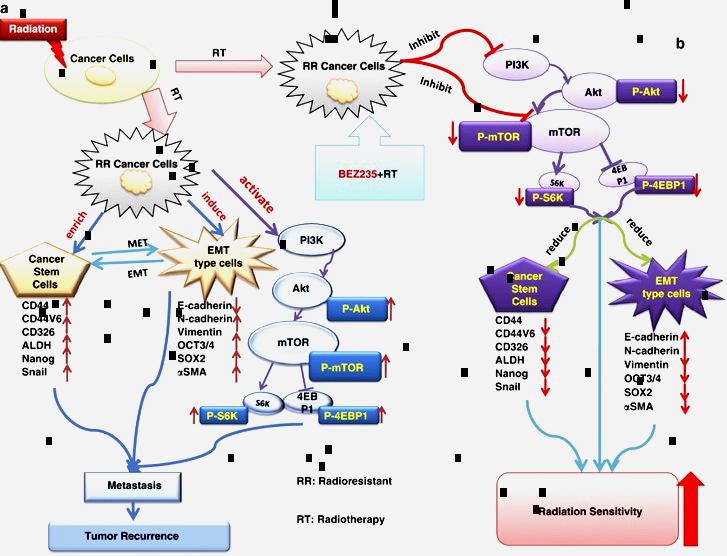 a
Radiation
Cancer Cells
RT
RT
RR Cancer Cells
enrich
induce
activate
MET
EMT
Cancer
Stem
Cells
EMT
type cells
CD44
CD44V6
CD326
ALDH
Nanog
Snail
E-cadherin
N-cadherin
Vimentin
OCT3/4
SOX2
αSMA
PI3K
Akt
P-Akt
mTOR
P-mTOR
S6K
P-S6K
4EB
P1
P-4EBP1
Metastasis
Tumor Recurrence
RR: Radioresistant
RT: Radiotherapy
b
RR Cancer Cells
BEZ235+RT
Inhibit
Inhibit
PI3K
Akt
P-Akt
P-mTOR
mTOR
S6K
P-S6K
4EB
P1
P-4EBP1
reduce
reduce
Cancer
Stem
Cells
EMT
type cells
CD44
CD44V6
CD326
ALDH
Nanog
Snail
E-cadherin
N-cadherin
Vimentin
OCT3/4
SOX2
αSMA
Radiation Sensitivity